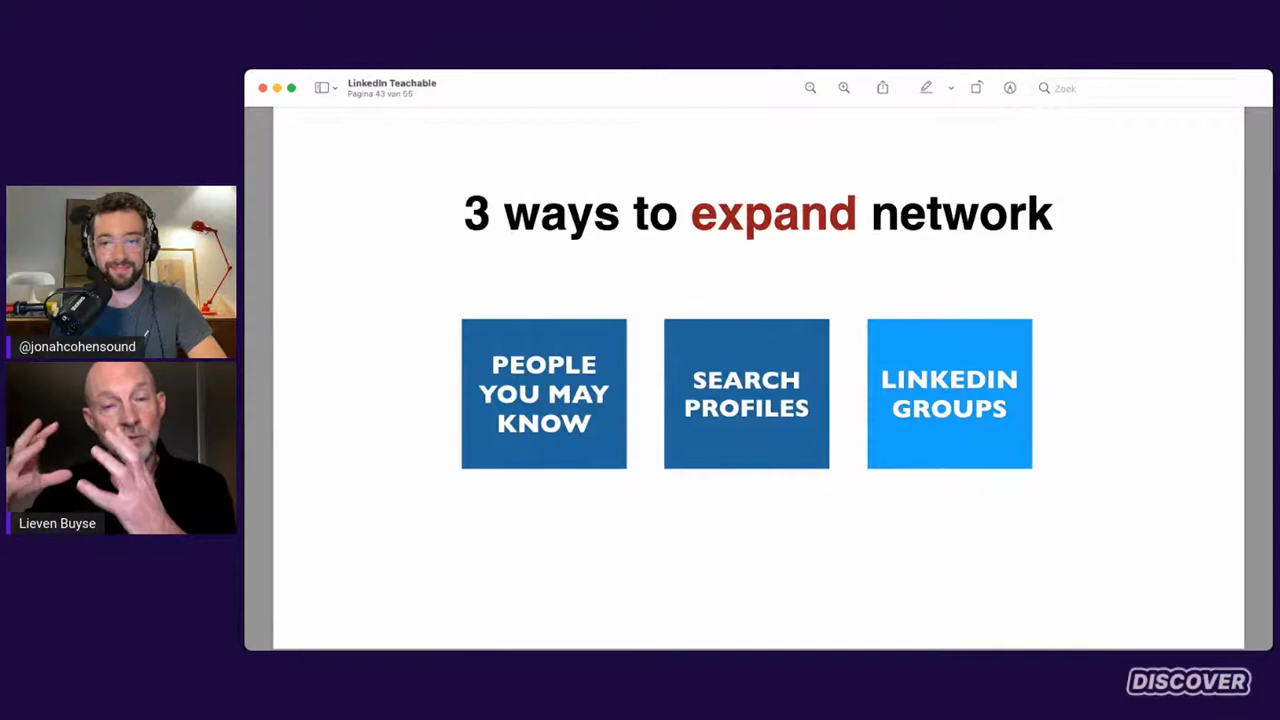 LinkedIn Teachable
Pagina 43 van 55
Zoek
3 ways to expand network
PEOPLE
YOU MAY
KNOW
SEARCH
PROFILES
LINKEDIN
GROUPS
@jonahcohensound
Lieven Buyse
DISCOVER